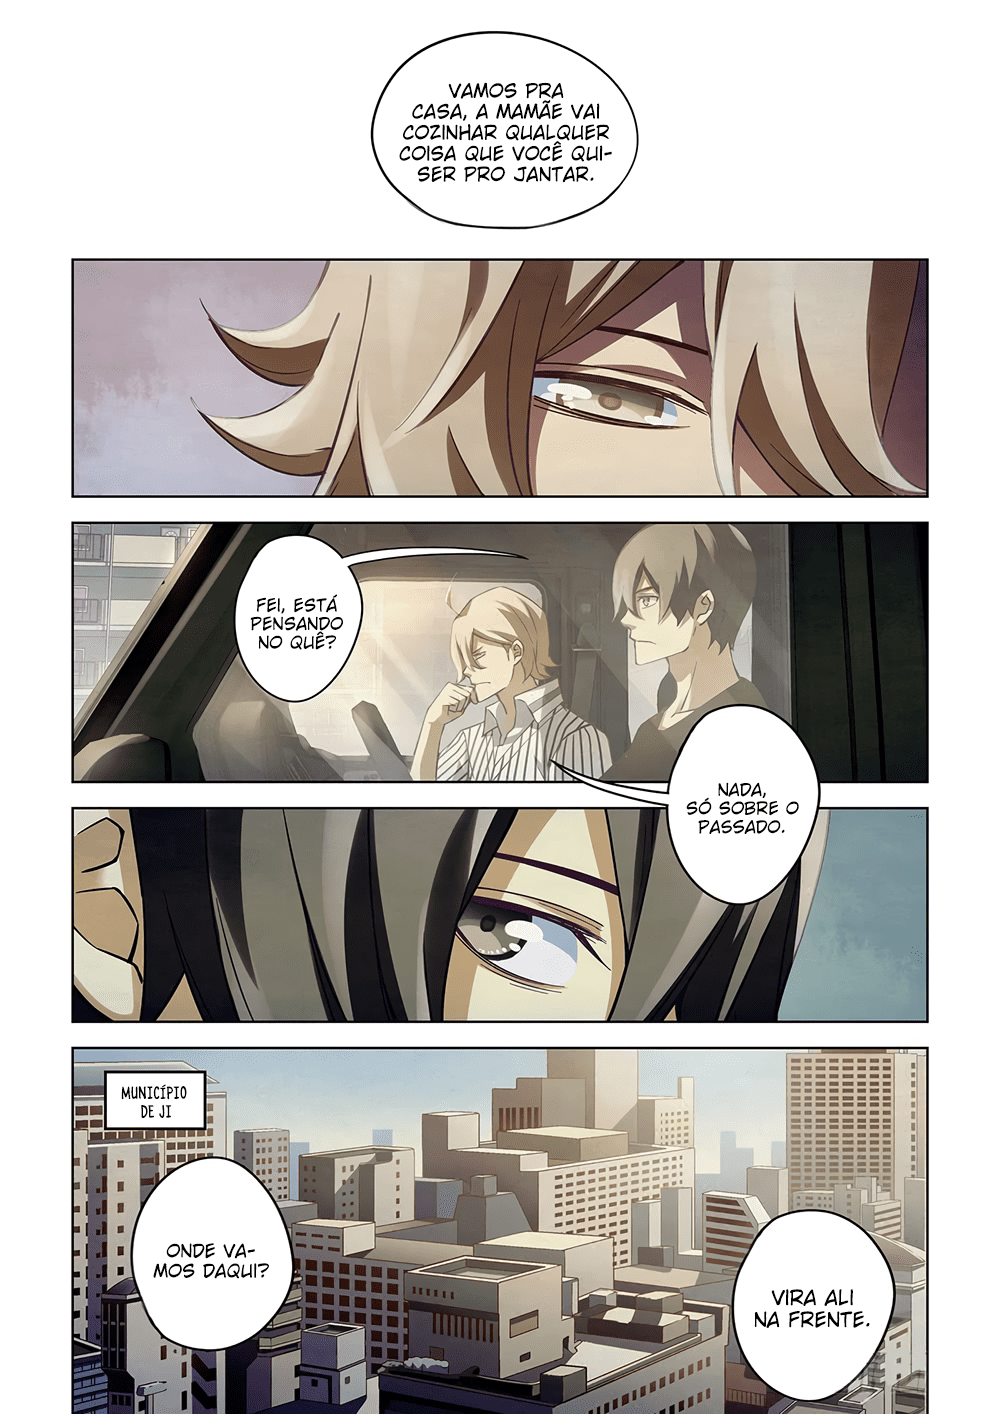 VAMOS PRA
CASA, A MAMÃE VAI
COZINHAR QUALQUER
COISA QUE VOCÊ QUI-
SER PRO JANTAR.
FEI, ESTÁ
PENSANDO
NO QUÊ?
NADA,
SÓ SOBRE O
PASSADO.
MUNICÍPIO
DE JI
ONDE VA-
MOS DAQUI?
VIRA ALI
NA FRENTE.